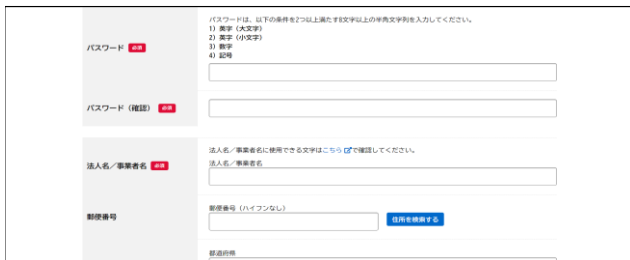 パスワードは、以下の条件を2つ以上満たす8文字以上の半角文字列を入力してください。
1) 英字（大文字）
2) 英字（小文字）
3) 数字
4) 記号
パスワード 必須
パスワード（確認） 必須
法人名／事業者名に使用できる文字はこちらで確認してください。
法人名／事業者名 必須
法人名／事業者名
郵便番号（ハイフンなし）
郵便番号
住所を検索する
都道府県